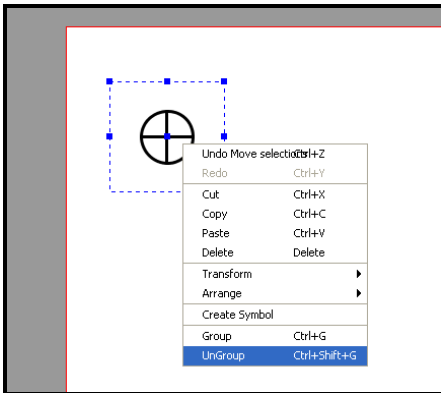 Undo Move selections Ctrl+Z
Redo Ctrl+Y
Cut Ctrl+X
Copy Ctrl+C
Paste Ctrl+V
Delete Delete
Transform
Arrange
Create Symbol
Group Ctrl+G
UnGroup Ctrl+Shift+G